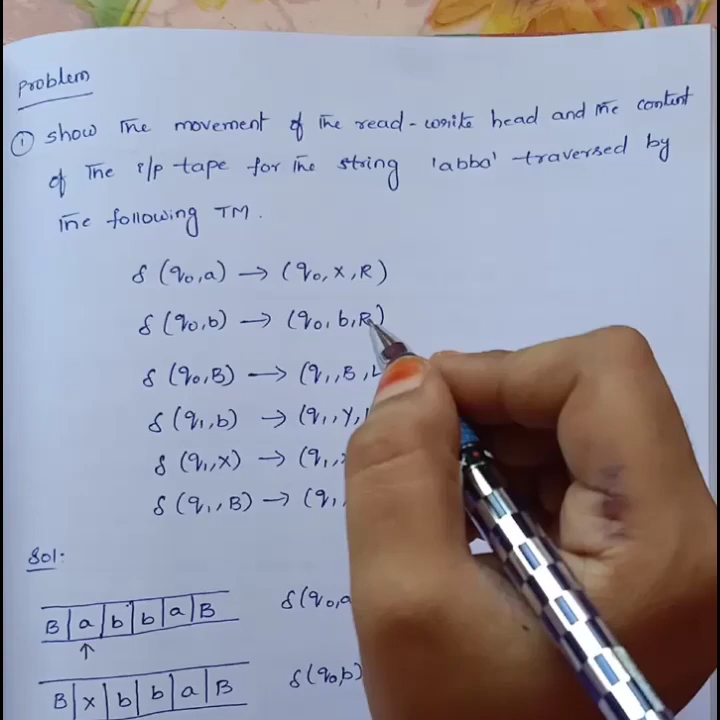 Problem
① show The movement of The read-write head and the content
of The i/p tape for the string 'abba' traversed by
The following TM.
δ(q₀,a) → (q₀,x,R)
δ(q₀,b) → (q₀,b,R)
δ(q₀,B) → (q₁,B,
δ(q₁,b) → (q₁,Y,
δ(q₁,x) → (q₁,
δ(q₁,B) → (q₁,
Sol:
B|a|b|b|a|B δ(q₀,a
↑
B|x|b|b|a|B δ(q₀,b)